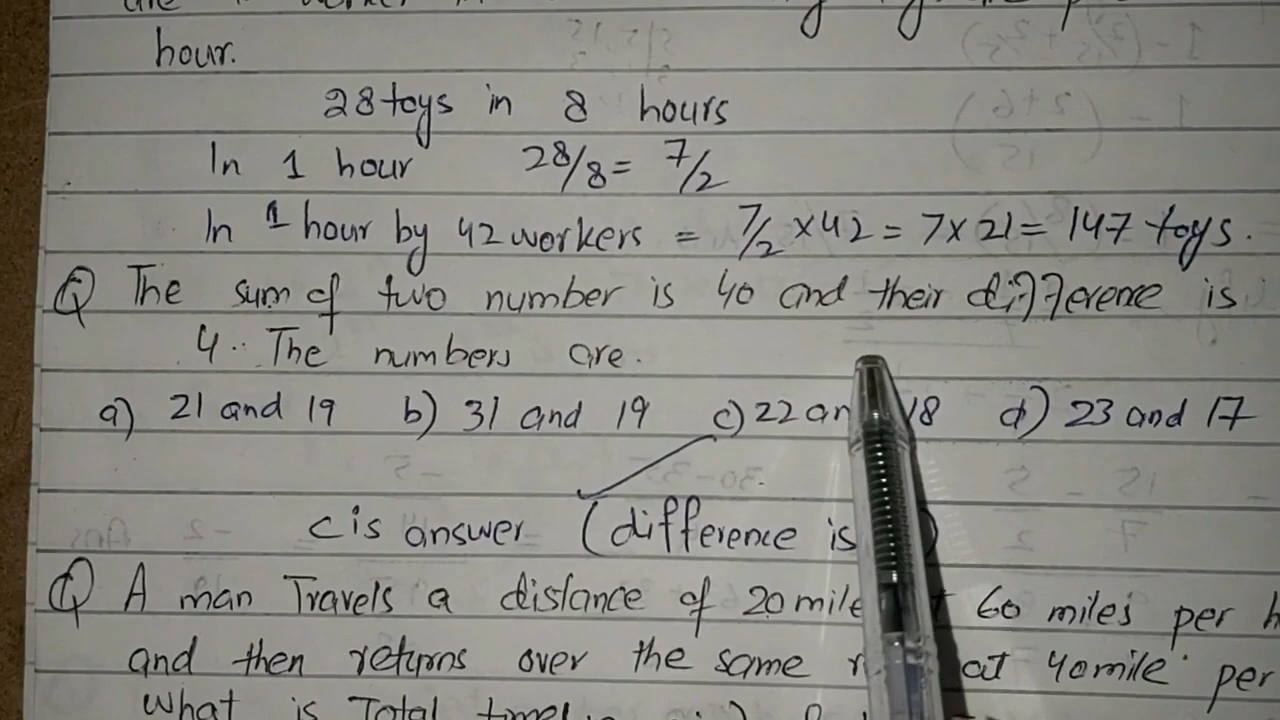 hour.
28 toys in 8 hours
In 1 hour 28/8 = 7/2
In 1 hour by 42 workers = 7/2 × 42 = 7 × 21 = 147 toys.
Q The sum of two number is 40 and their difference is
4. The numbers are.
a) 21 and 19 b) 31 and 19 c) 22 an 18 d) 23 and 17
c is answer (difference is )
Q A man Travels a distance of 20 mile 60 miles per h
and then returns over the same at 40 mile per
What is Total time